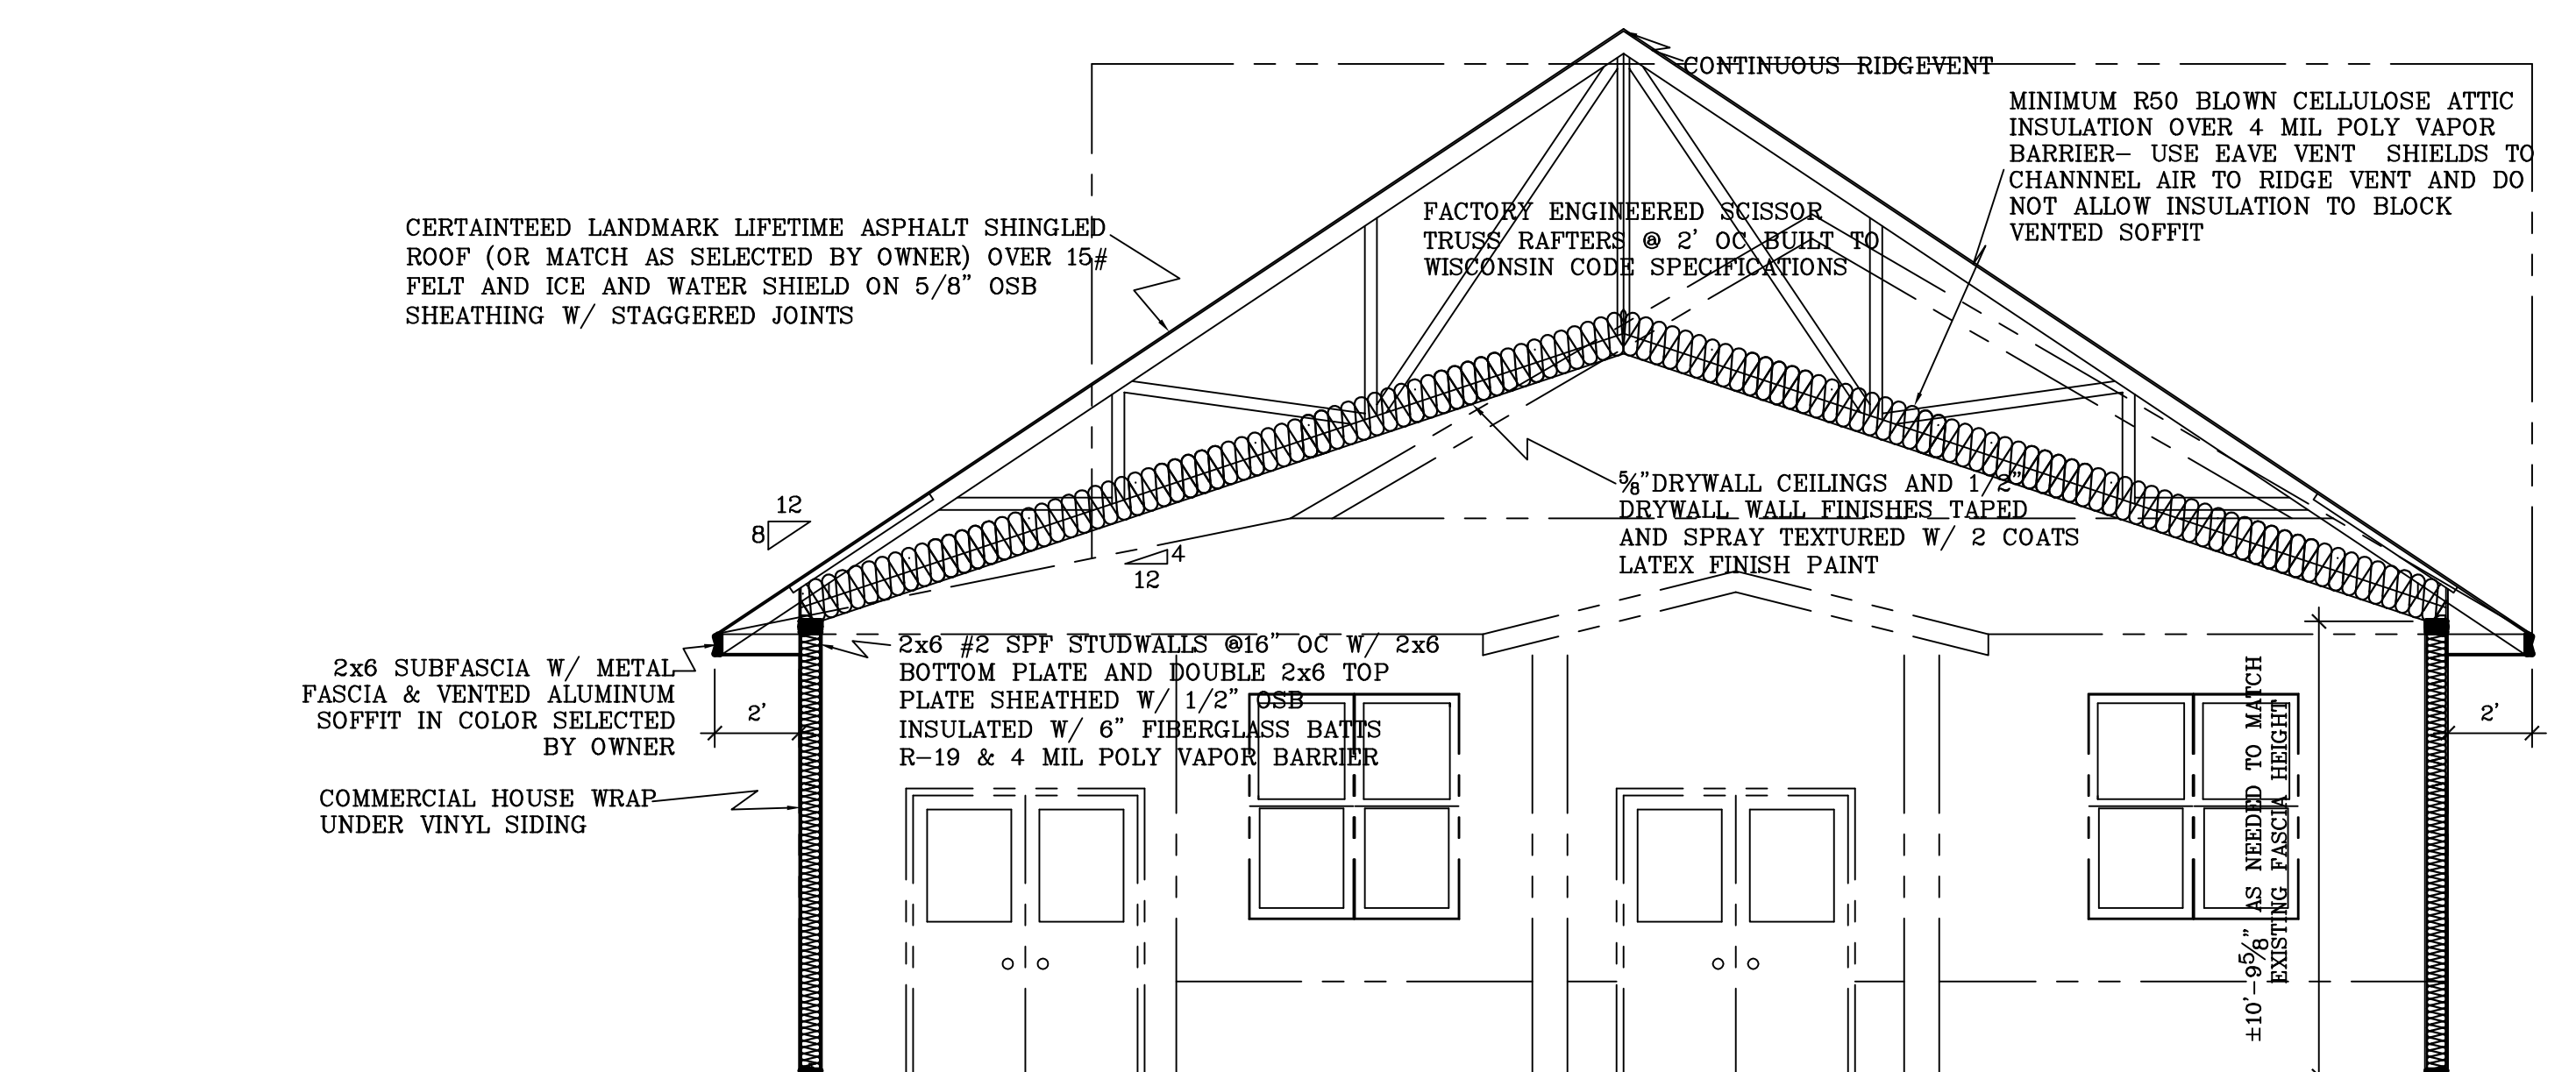 CONTINUOUS RIDGEVENT
MINIMUM R50 BLOWN CELLULOSE ATTIC
INSULATION OVER 4 MIL POLY VAPOR
BARRIER– USE EAVE VENT SHIELDS TO
CHANNNEL AIR TO RIDGE VENT AND DO
NOT ALLOW INSULATION TO BLOCK
VENTED SOFFIT
CERTAINTEED LANDMARK LIFETIME ASPHALT SHINGLED
ROOF (OR MATCH AS SELECTED BY OWNER) OVER 15#
FELT AND ICE AND WATER SHIELD ON 5/8" OSB
SHEATHING W/ STAGGERED JOINTS
FACTORY ENGINEERED SCISSOR
TRUSS RAFTERS @ 2' OC BUILT TO
WISCONSIN CODE SPECIFICATIONS
⅝"DRYWALL CEILINGS AND 1/2"
DRYWALL WALL FINISHES TAPED
AND SPRAY TEXTURED W/ 2 COATS
LATEX FINISH PAINT
12
8
4
12
2x6 #2 SPF STUDWALLS @16" OC W/ 2x6
BOTTOM PLATE AND DOUBLE 2x6 TOP
PLATE SHEATHED W/ 1/2" OSB
INSULATED W/ 6" FIBERGLASS BATTS
R–19 & 4 MIL POLY VAPOR BARRIER
2x6 SUBFASCIA W/ METAL
FASCIA & VENTED ALUMINUM
SOFFIT IN COLOR SELECTED
BY OWNER
2'
COMMERCIAL HOUSE WRAP
UNDER VINYL SIDING
±10'–9⅝" AS NEEDED TO MATCH
EXISTING FASCIA HEIGHT
2'